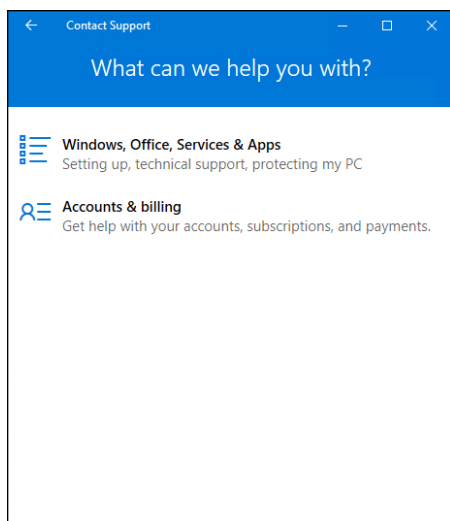 Contact Support
What can we help you with?
Windows, Office, Services & Apps
Setting up, technical support, protecting my PC
Accounts & billing
Get help with your accounts, subscriptions, and payments.